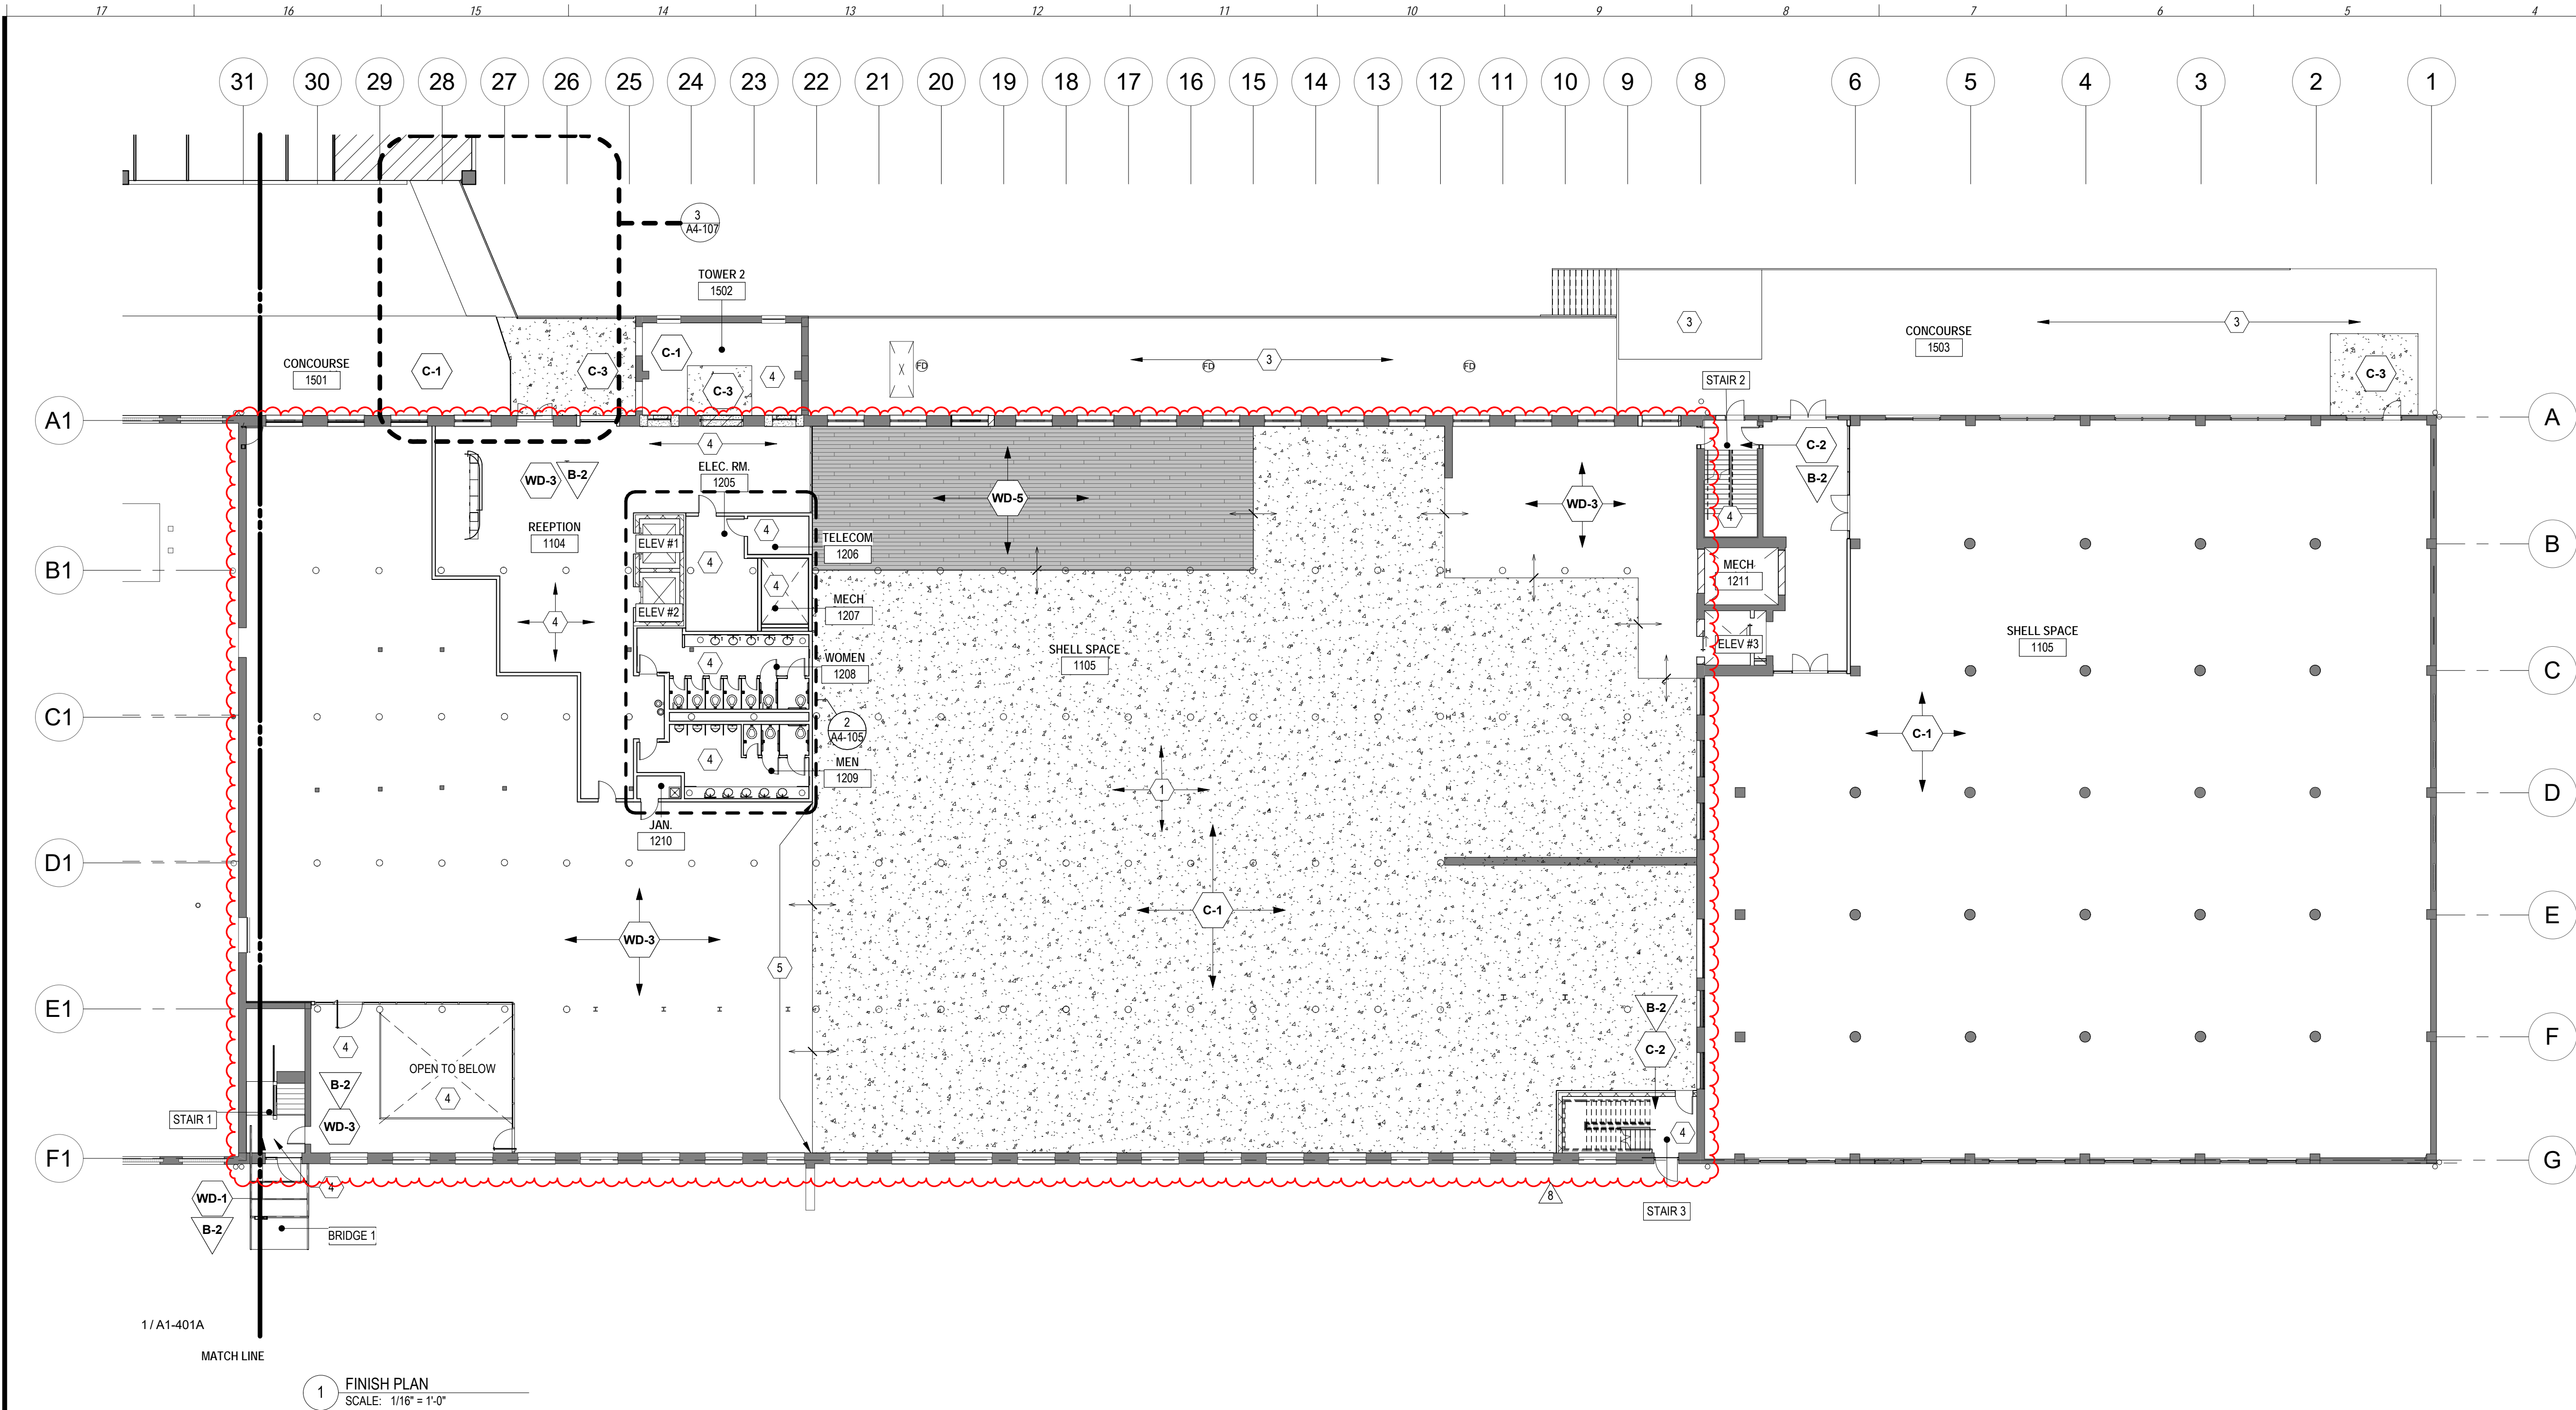 17 16 15 14 13 12 11 10 9 8 7 6 5 4
31 30 29 28 27 26 25 24 23 22 21 20 19 18 17 16 15 14 13 12 11 10 9 8 6 5 4 3 2 1
3
A4-107
TOWER 2
1502
CONCOURSE
1501
C-1
C-3
C-1
C-3
4
X
FD
FD
FD
3
3
3
CONCOURSE
1503
C-3
STAIR 2
A1
A
4
ELEC. RM.
1205
WD-3
B-2
REEPTION
1104
WD-5
WD-3
C-2
B-2
4
4
ELEV #1
TELECOM
1206
4
4
B1
B
ELEV #2
MECH
1207
MECH
1211
4
SHELL SPACE
1105
ELEV #3
SHELL SPACE
1105
4
WOMEN
1208
C
C1
2
A4-105
C-1
4
MEN
1209
1
D
JAN.
1210
D1
C-1
E
WD-3
5
E1
B-2
C-2
F
4
OPEN TO BELOW
4
B-2
WD-3
STAIR 1
4
F1
G
4
WD-1
B-2
BRIDGE 1
8
STAIR 3
1 / A1-401A
MATCH LINE
1
FINISH PLAN
SCALE: 1/16" = 1'-0"